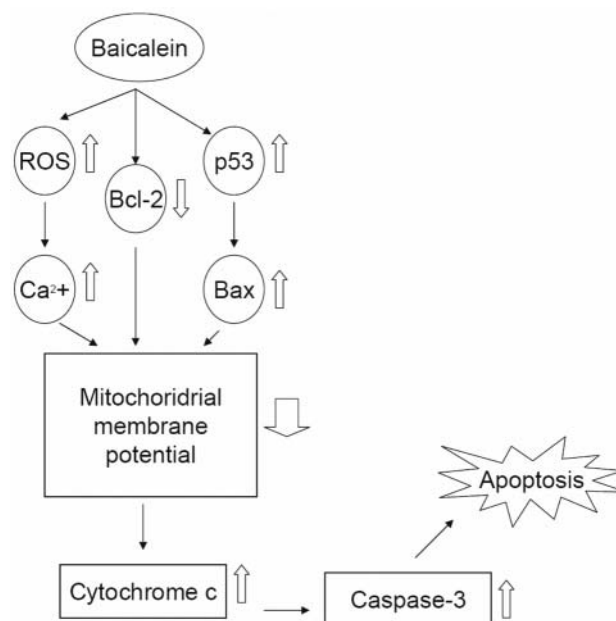 Baicalein
ROS
p53
Bcl-2
Ca²+
Bax
Mitochoridrial
membrane
potential
Apoptosis
Cytochrome c
Caspase-3